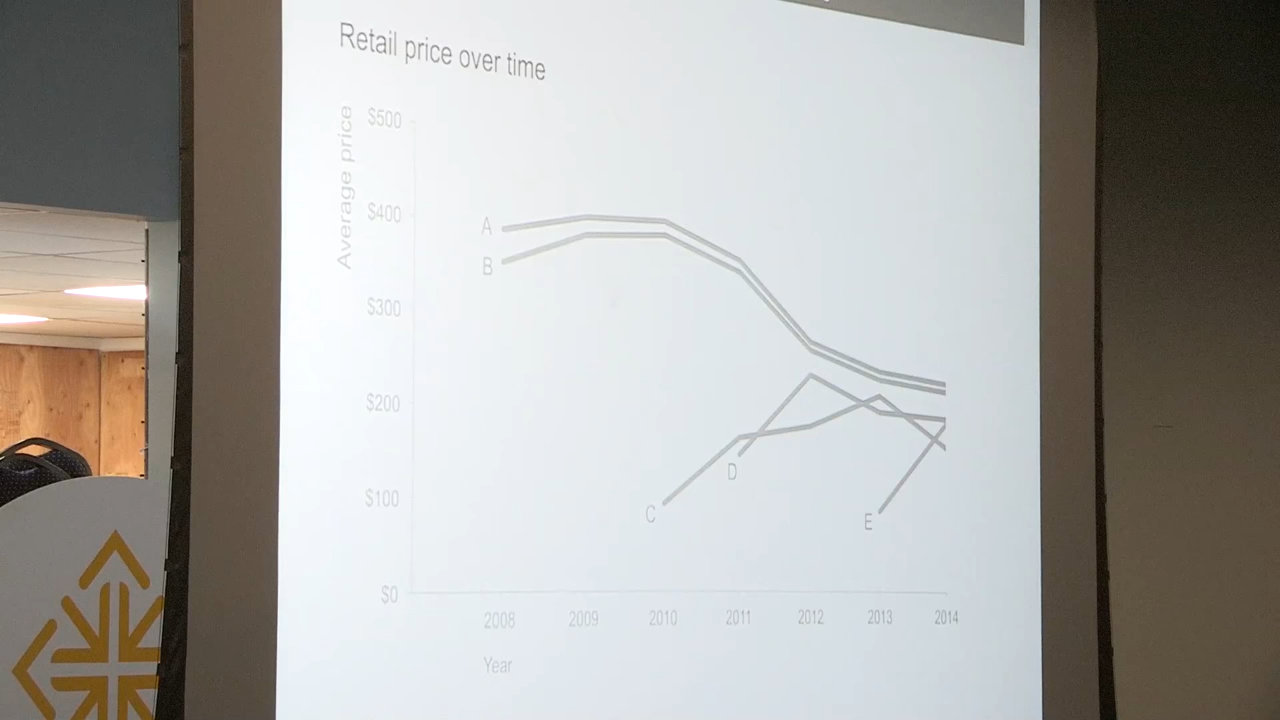 Retail price over time
Average price
$500
$400
$300
$200
$100
$0
A
B
C
D
E
2008 2009 2010 2011 2012 2013 2014
Year